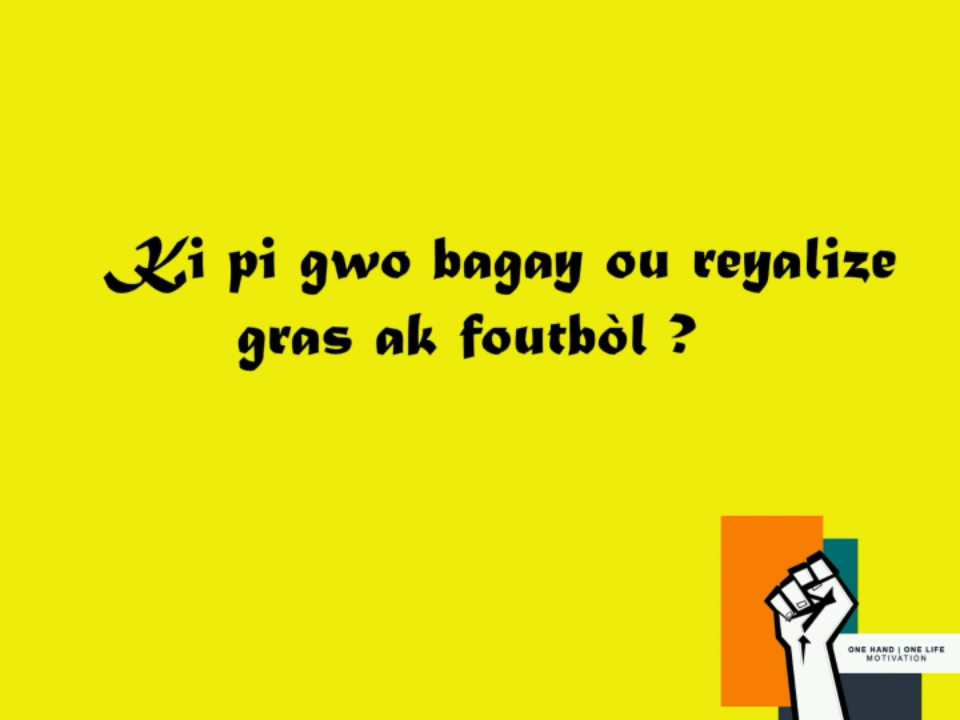 Ki pi gwo bagay ou reyalize
gras ak foutbòl ?
ONE HAND | ONE LIFE
MOTIVATION